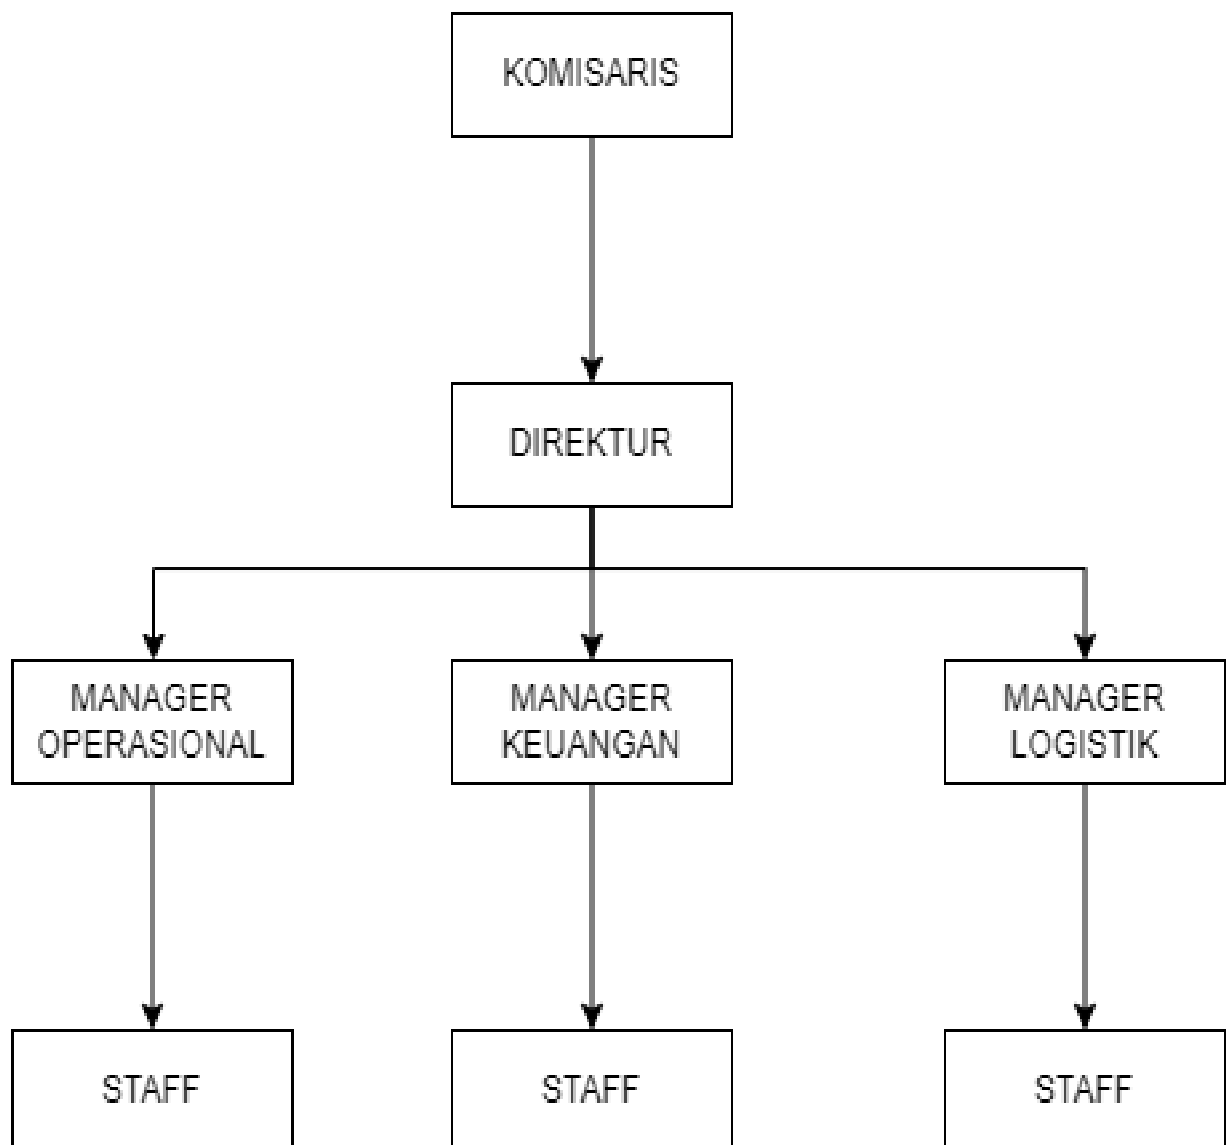 KOMISARIS
DIREKTUR
MANAGER
OPERASIONAL
MANAGER
KEUANGAN
MANAGER
LOGISTIK
STAFF
STAFF
STAFF